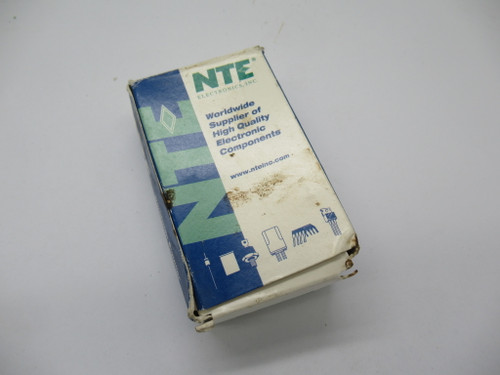 NTE®
ELECTRONICS, INC.
Worldwide
Supplier of
High Quality
Electronic
Components
www.nteinc.com
NTE